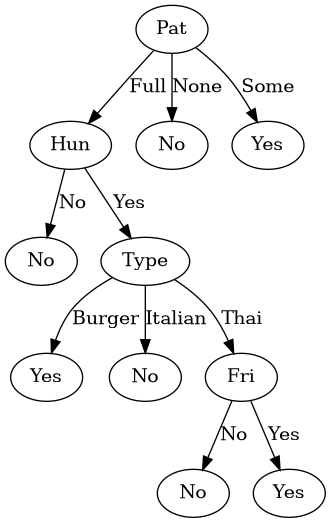 Pat
Full None Some
Hun No Yes
No Yes
No Type
Burger Italian Thai
Yes No Fri
No Yes
No Yes